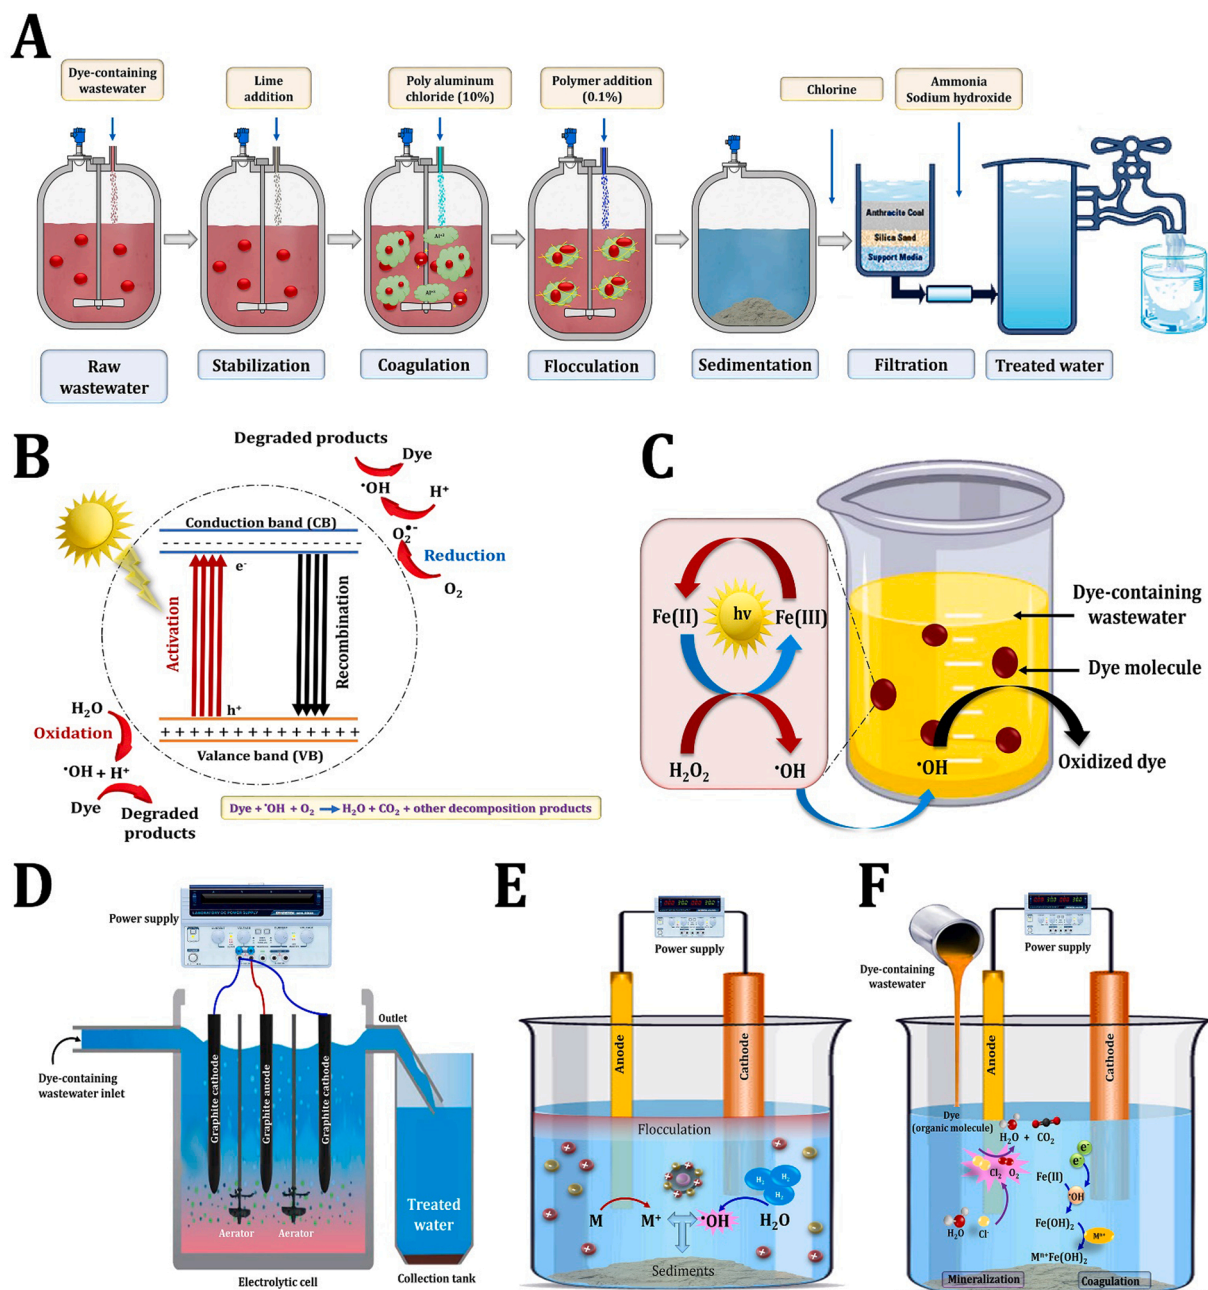 A
Dye-containing
wastewater
Lime
addition
Poly aluminum
chloride (10%)
Polymer addition
(0.1%)
Chlorine
Ammonia
Sodium hydroxide
Anthracite Coal
Silica Sand
Support Media
Raw
wastewater
Stabilization
Coagulation
Flocculation
Sedimentation
Filtration
Treated water
B
Degraded products
Dye
•OH
H+
O2•-
Reduction
O2
Conduction band (CB)
- - - - - - - - - - - - - -
e-
Activation
Recombination
h+
+ + + + + + + + + + + + +
Valance band (VB)
H2O
Oxidation
•OH + H+
Dye
Degraded
products
Dye + •OH + O2 → H2O + CO2 + other decomposition products
C
Fe(II)
hv
Fe(III)
H2O2
•OH
Dye-containing
wastewater
Dye molecule
•OH
Oxidized dye
D
Power supply
Outlet
Dye-containing
wastewater inlet
Graphite cathode
Graphite anode
Graphite cathode
Aerator
Aerator
Treated
water
Electrolytic cell
Collection tank
E
Power supply
Anode
Cathode
Flocculation
H2
H2
H2
M
M+
•OH
H2O
Sediments
F
Power supply
Dye-containing
wastewater
Anode
Cathode
Dye
(organic molecule)
H2O + CO2
Cl2
O2
e-
e-
Fe(II)
•OH
H2O
Cl-
Fe(OH)2
Mn+
Mn+Fe(OH)2
Mineralization
Coagulation